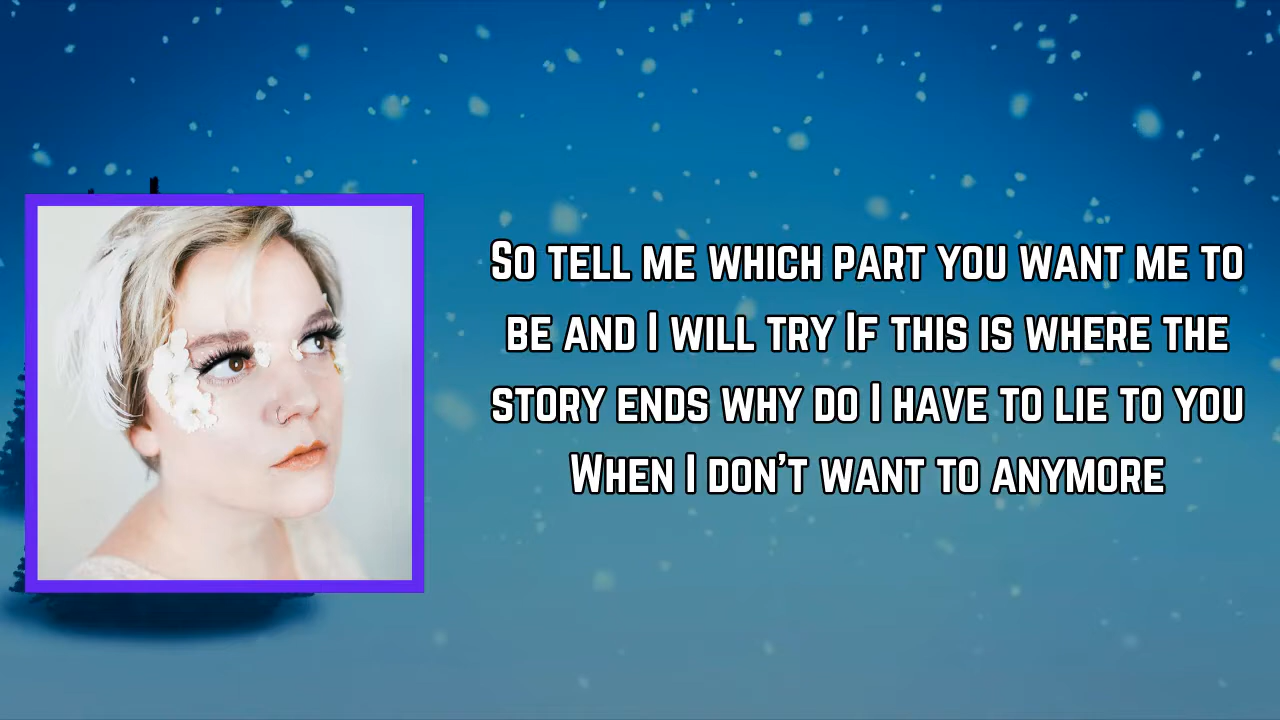 So tell me which part you want me to
be and I will try If this is where the
story ends why do I have to lie to you
When I don't want to anymore